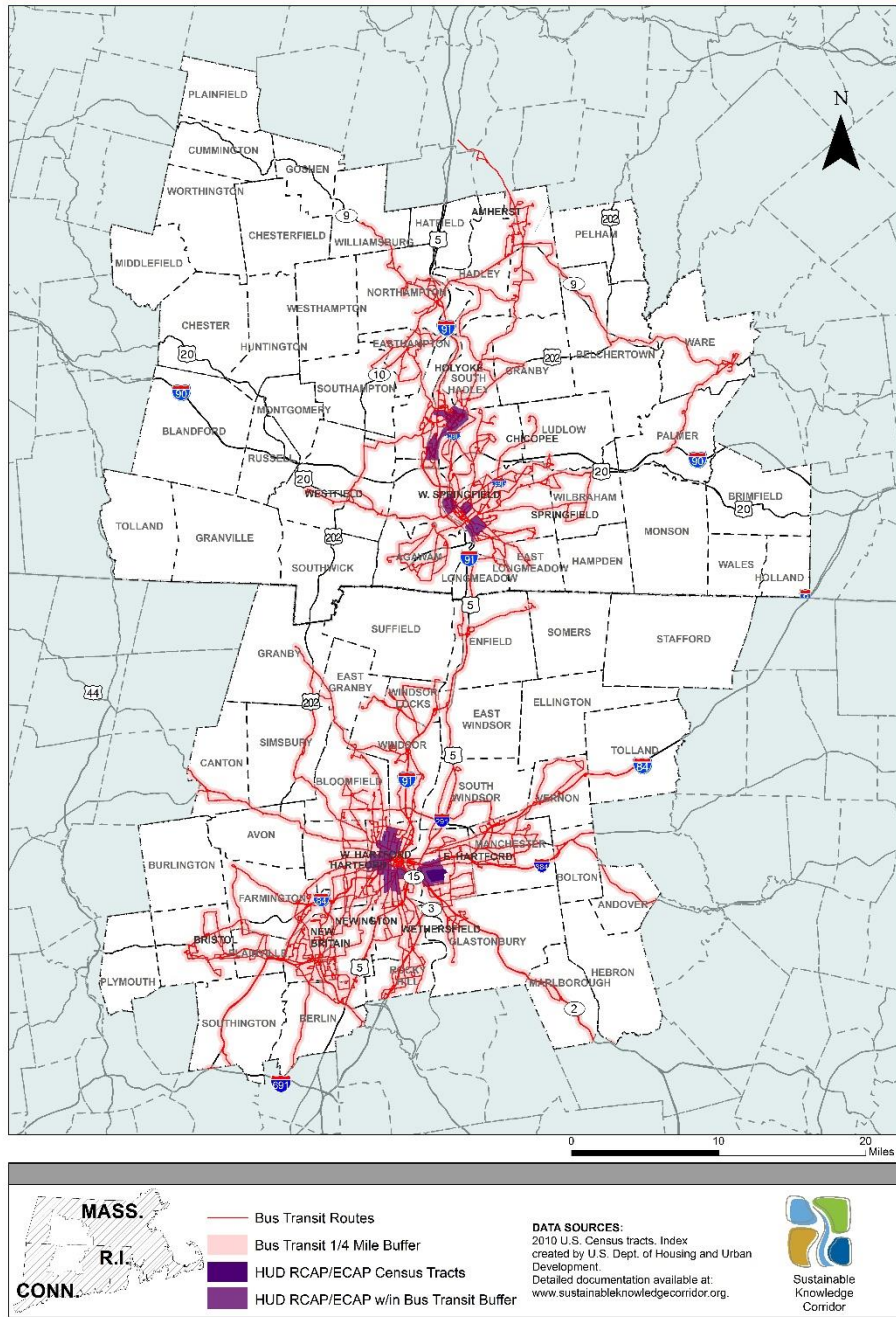 N
PLAINFIELD
CUMMINGTON
GOSHEN
WORTHINGTON
9
HATFIELD
AMHERST
202
CHESTERFIELD
WILLIAMSBURG
5
PELHAM
MIDDLEFIELD
HADLEY
9
NORTHAMPTON
WESTHAMPTON
CHESTER
91
WARE
20
HUNTINGTON
EASTHAMPTON
202
BELCHERTOWN
10
HOLYOKE
SOUTH
HADLEY
GRANBY
SOUTHAMPTON
90
MONTGOMERY
BLANDFORD
LUDLOW
CHICOPEE
PALMER
RUSSELL
90
20
20
WESTFIELD
W. SPRINGFIELD
WILBRAHAM
BRIMFIELD
20
SPRINGFIELD
TOLLAND
GRANVILLE
202
MONSON
AGAWAM
91
EAST
LONGMEADOW
HAMPDEN
WALES
SOUTHWICK
LONGMEADOW
HOLLAND
5
SUFFIELD
SOMERS
STAFFORD
ENFIELD
GRANBY
EAST
GRANBY
44
WINDSOR
LOCKS
202
EAST
WINDSOR
ELLINGTON
SIMSBURY
WINDSOR
TOLLAND
5
CANTON
84
BLOOMFIELD
91
SOUTH
WINDSOR
VERNON
291
AVON
MANCHESTER
BURLINGTON
W. HARTFORD
HARTFORD
E. HARTFORD
384
15
BOLTON
FARMINGTON
84
ANDOVER
3
NEWINGTON
BRISTOL
NEW
BRITAIN
WETHERSFIELD
GLASTONBURY
PLAINVILLE
5
ROCKY
HILL
HEBRON
PLYMOUTH
MARLBOROUGH
2
SOUTHINGTON
BERLIN
691
0 10 20
Miles
MASS.
R.I.
CONN.
Bus Transit Routes
Bus Transit 1/4 Mile Buffer
HUD RCAP/ECAP Census Tracts
HUD RCAP/ECAP w/in Bus Transit Buffer
DATA SOURCES:
2010 U.S. Census tracts. Index
created by U.S. Dept. of Housing and Urban
Development.
Detailed documentation available at:
www.sustainableknowledgecorridor.org.
Sustainable
Knowledge
Corridor